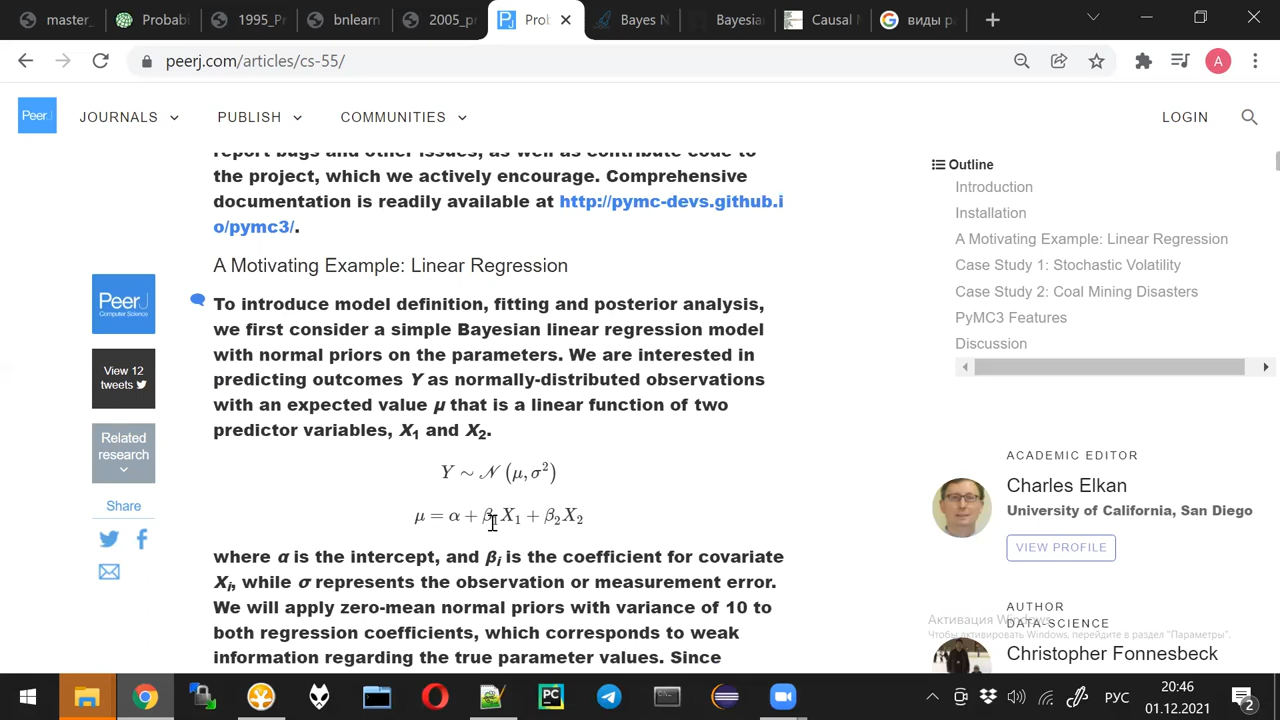 master_
Probabi
1995_Pr
bnlearn
2005_pr
Prob
Bayes N
Bayesia
Causal M
виды ра
peerj.com/articles/cs-55/
A
PeerJ
JOURNALS
PUBLISH
COMMUNITIES
LOGIN
report bugs and other issues, as well as contribute code to
the project, which we actively encourage. Comprehensive
documentation is readily available at http://pymc-devs.github.i
o/pymc3/.
A Motivating Example: Linear Regression
To introduce model definition, fitting and posterior analysis,
we first consider a simple Bayesian linear regression model
with normal priors on the parameters. We are interested in
predicting outcomes Y as normally-distributed observations
with an expected value μ that is a linear function of two
predictor variables, X₁ and X₂.
Y ∼ 𝒩 (μ, σ²)
μ = α + β₁X₁ + β₂X₂
where α is the intercept, and βᵢ is the coefficient for covariate
Xᵢ, while σ represents the observation or measurement error.
We will apply zero-mean normal priors with variance of 10 to
both regression coefficients, which corresponds to weak
information regarding the true parameter values. Since
PeerJ
Computer Science
View 12
tweets
Related
research
Share
Outline
Introduction
Installation
A Motivating Example: Linear Regression
Case Study 1: Stochastic Volatility
Case Study 2: Coal Mining Disasters
PyMC3 Features
Discussion
ACADEMIC EDITOR
Charles Elkan
University of California, San Diego
VIEW PROFILE
AUTHOR
DATA SCIENCE
Christopher Fonnesbeck
Активация Windows
Чтобы активировать Windows, перейдите в раздел "Параметры".
PC
РУС
20:46
01.12.2021
2